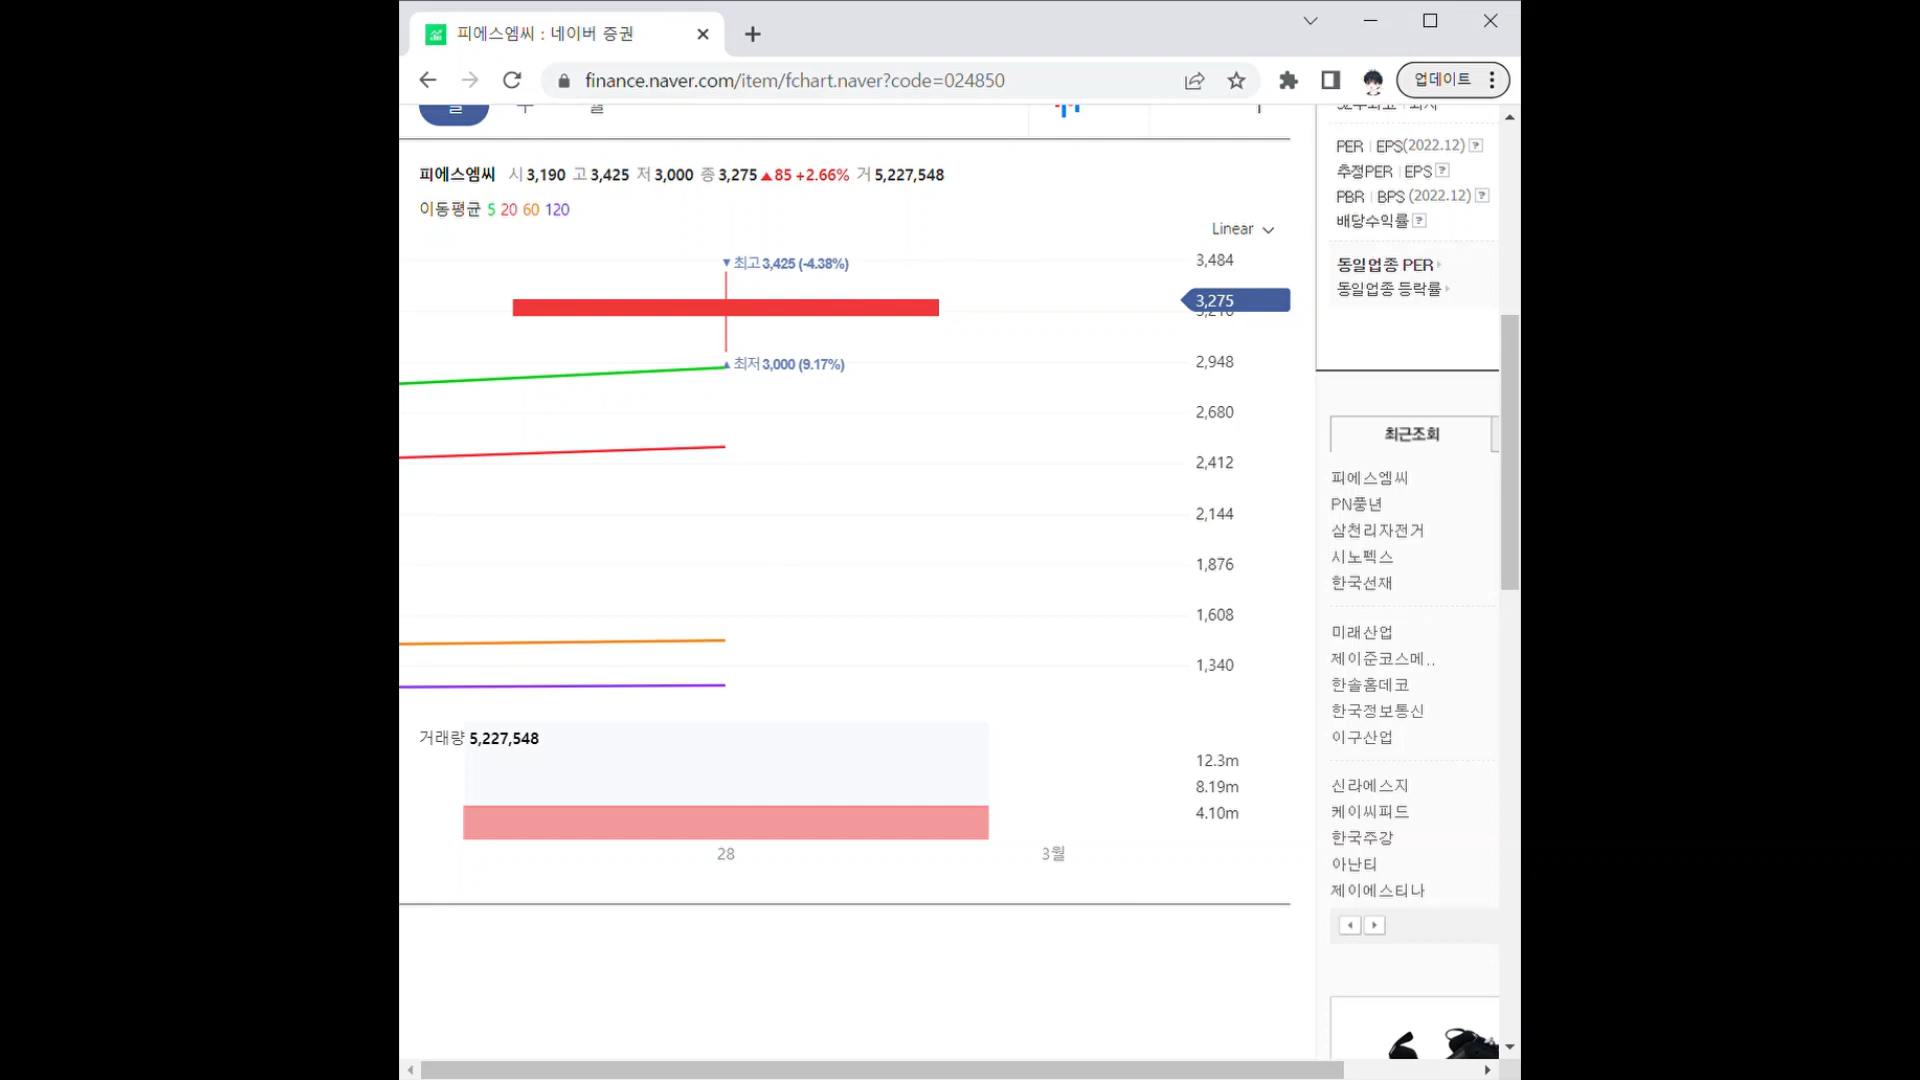 피에스엠씨 : 네이버 증권
finance.naver.com/item/fchart.naver?code=024850
업데이트
피에스엠씨 시 3,190 고 3,425 저 3,000 종 3,275 ▲85 +2.66% 거 5,227,548
이동평균 5 20 60 120
Linear
▼최고 3,425 (-4.38%)
▲최저 3,000 (9.17%)
3,484
3,275
2,948
2,680
2,412
2,144
1,876
1,608
1,340
거래량 5,227,548
12.3m
8.19m
4.10m
28
3월
PER | EPS(2022.12) ?
추정PER | EPS ?
PBR | BPS (2022.12) ?
배당수익률 ?
동일업종 PER
동일업종 등락률
최근조회
피에스엠씨
PN풍년
삼천리자전거
시노펙스
한국선재
미래산업
제이준코스메..
한솔홈데코
한국정보통신
이구산업
신라에스지
케이씨피드
한국주강
아난티
제이에스티나